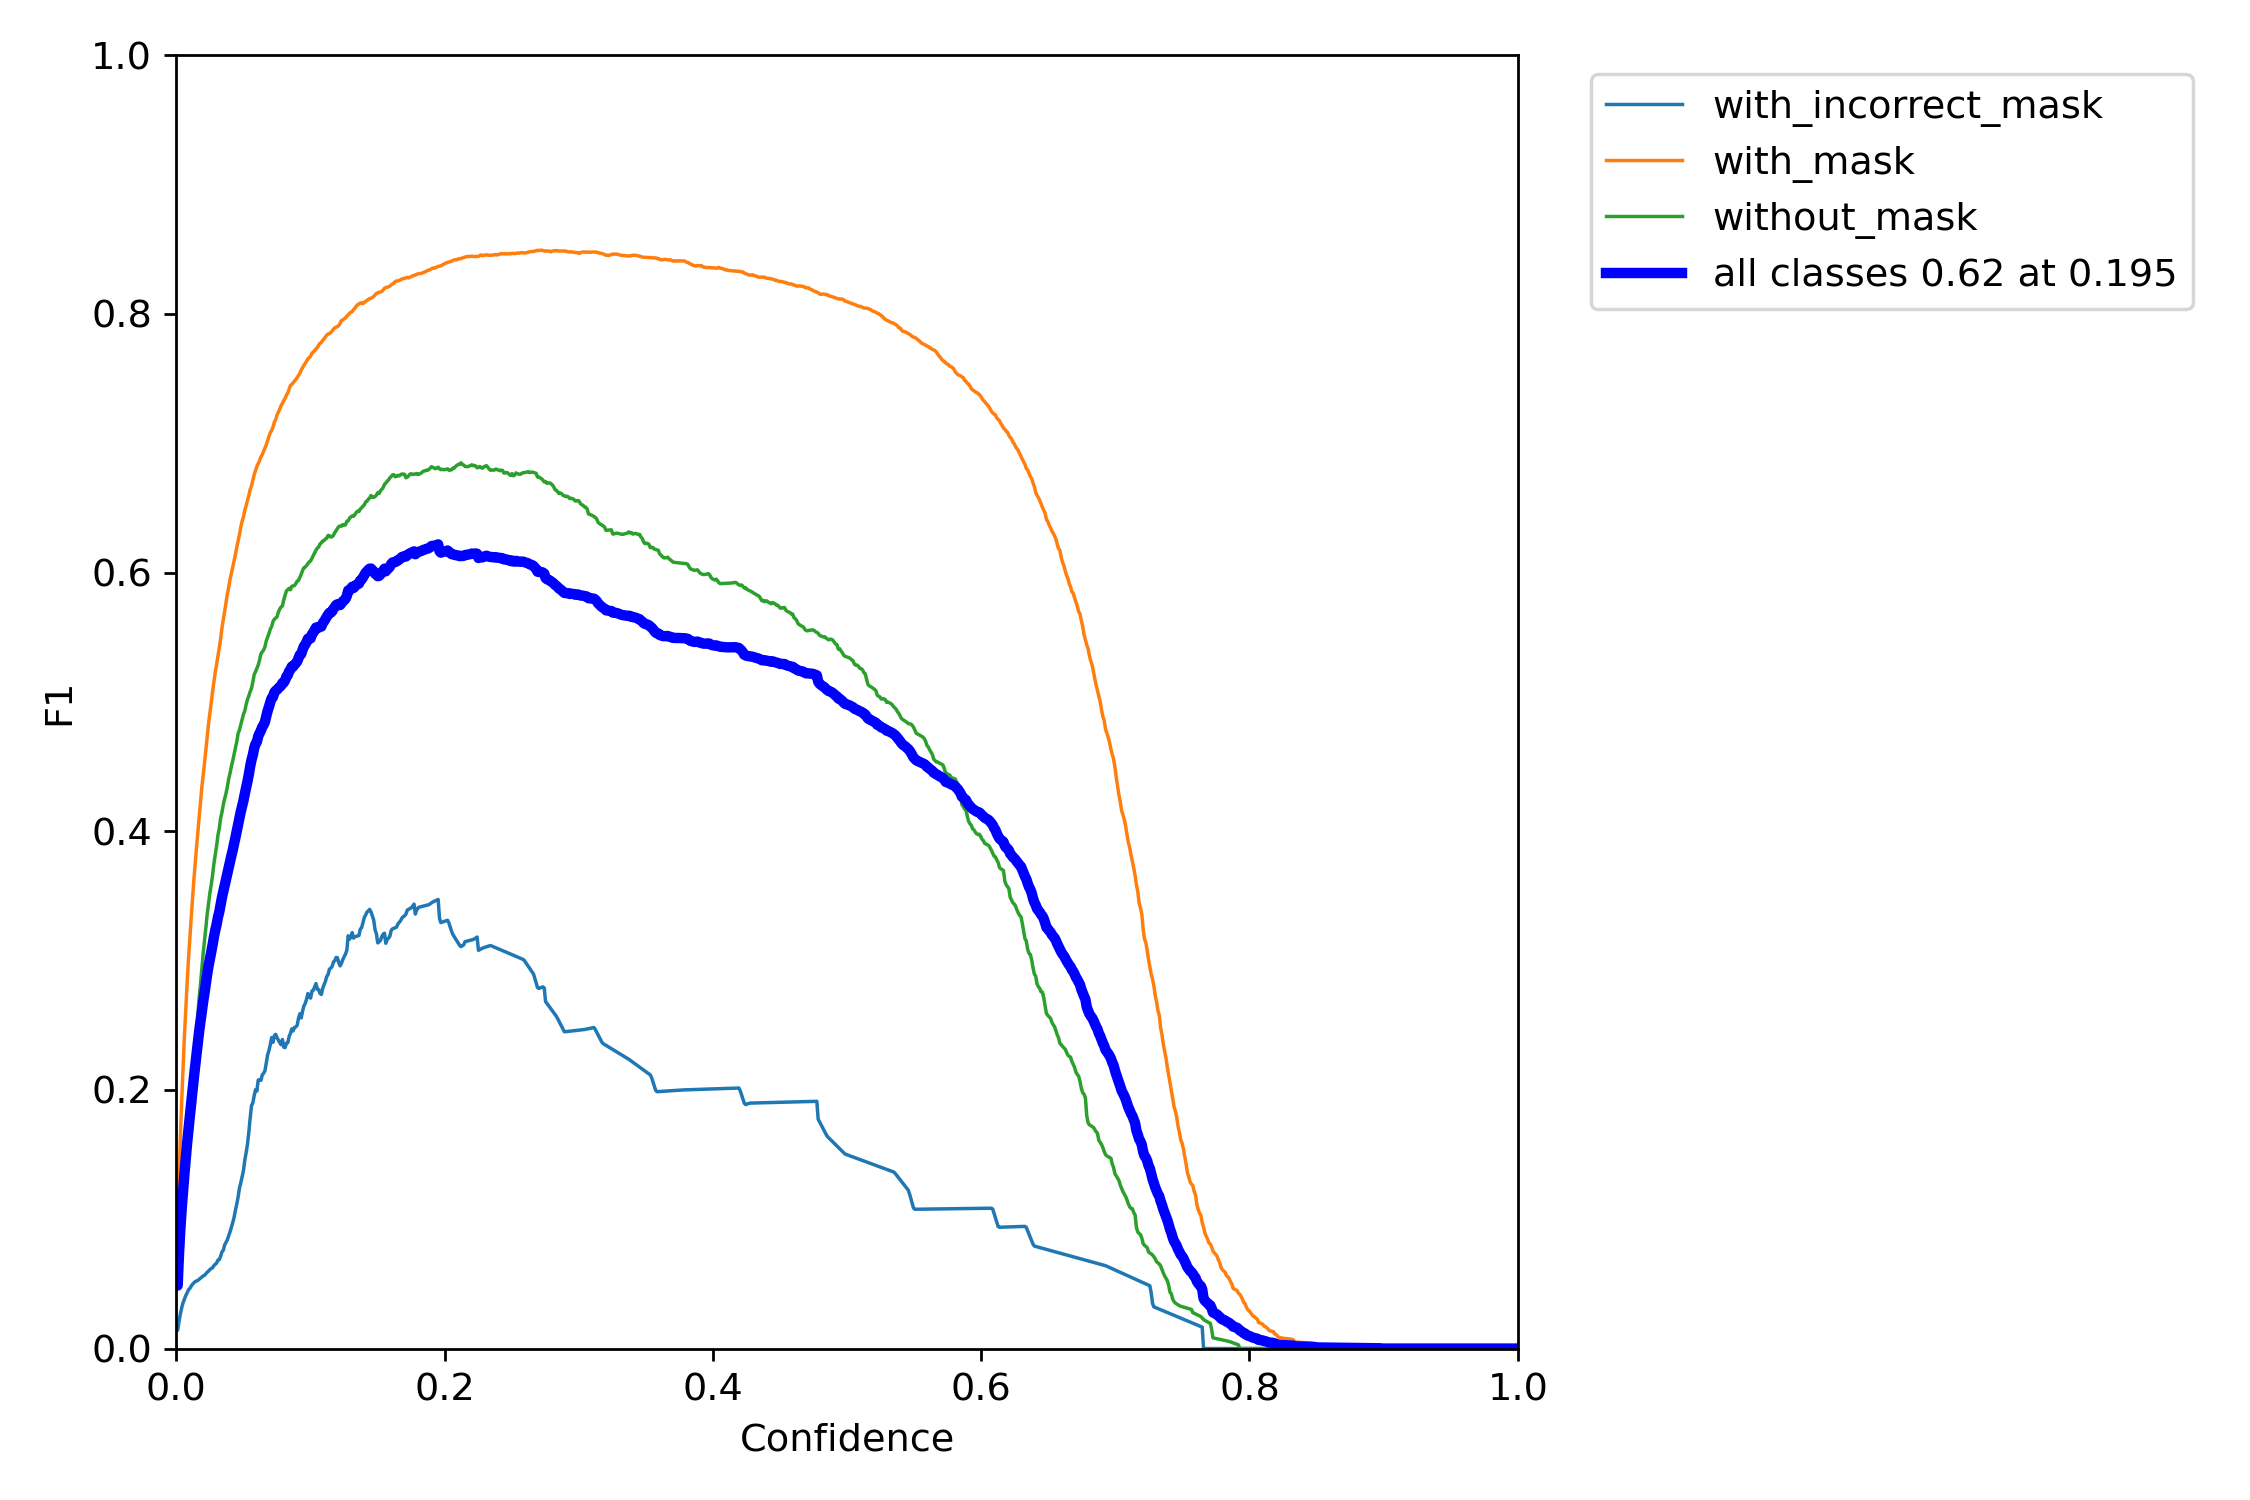 1.0
0.8
0.6
0.4
0.2
0.0
F1
0.0 0.2 0.4 0.6 0.8 1.0
Confidence
with_incorrect_mask
with_mask
without_mask
all classes 0.62 at 0.195